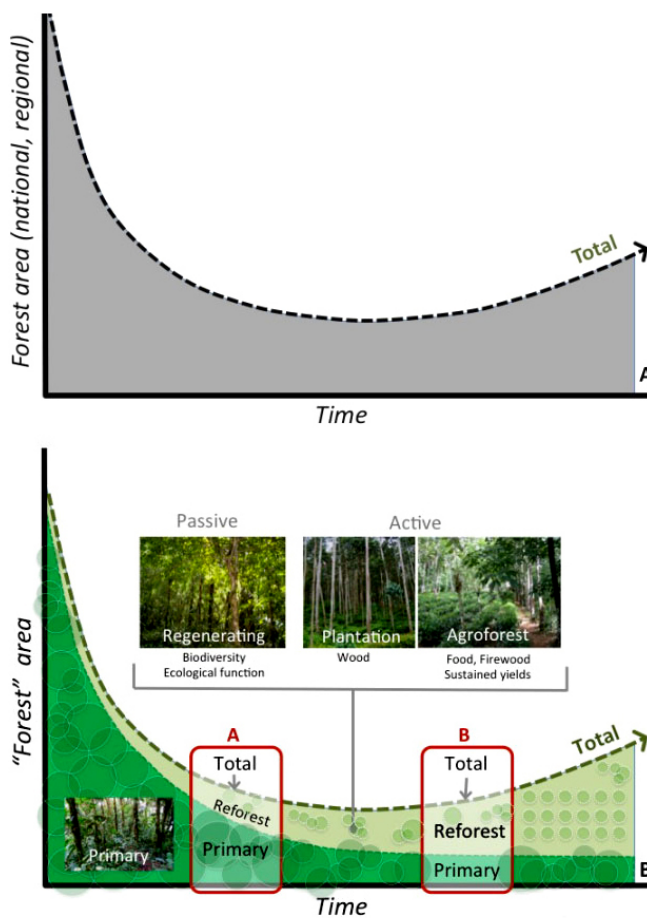 Forest area (national, regional)
Total
A
Time
"Forest" area
Passive
Active
Regenerating
Plantation
Agroforest
Biodiversity
Ecological function
Wood
Food, Firewood
Sustained yields
A
B
Total
Total
Total
Reforest
Reforest
Primary
Primary
Primary
B
Time